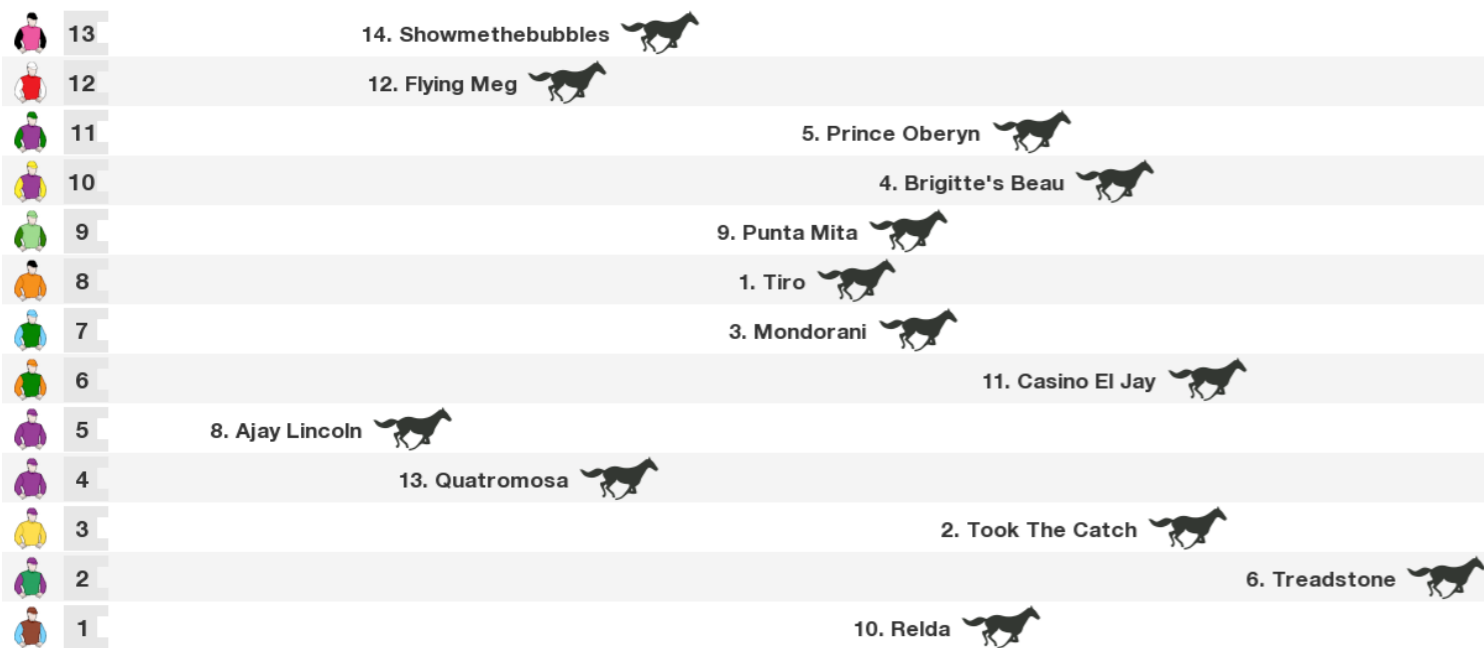 13 14. Showmethebubbles
12 12. Flying Meg
11 5. Prince Oberyn
10 4. Brigitte's Beau
9 9. Punta Mita
8 1. Tiro
7 3. Mondorani
6 11. Casino El Jay
5 8. Ajay Lincoln
4 13. Quatromosa
3 2. Took The Catch
2 6. Treadstone
1 10. Relda